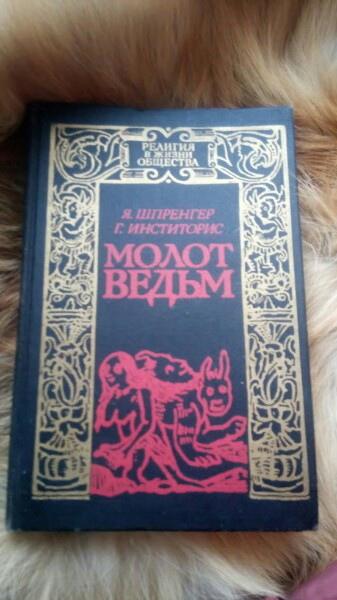 РЕЛИГИЯ
В ЖИЗНИ
ОБЩЕСТВА
Я. ШПРЕНГЕР
Г. ИНСТИТОРИС
МОЛОТ
ВЕДЬМ